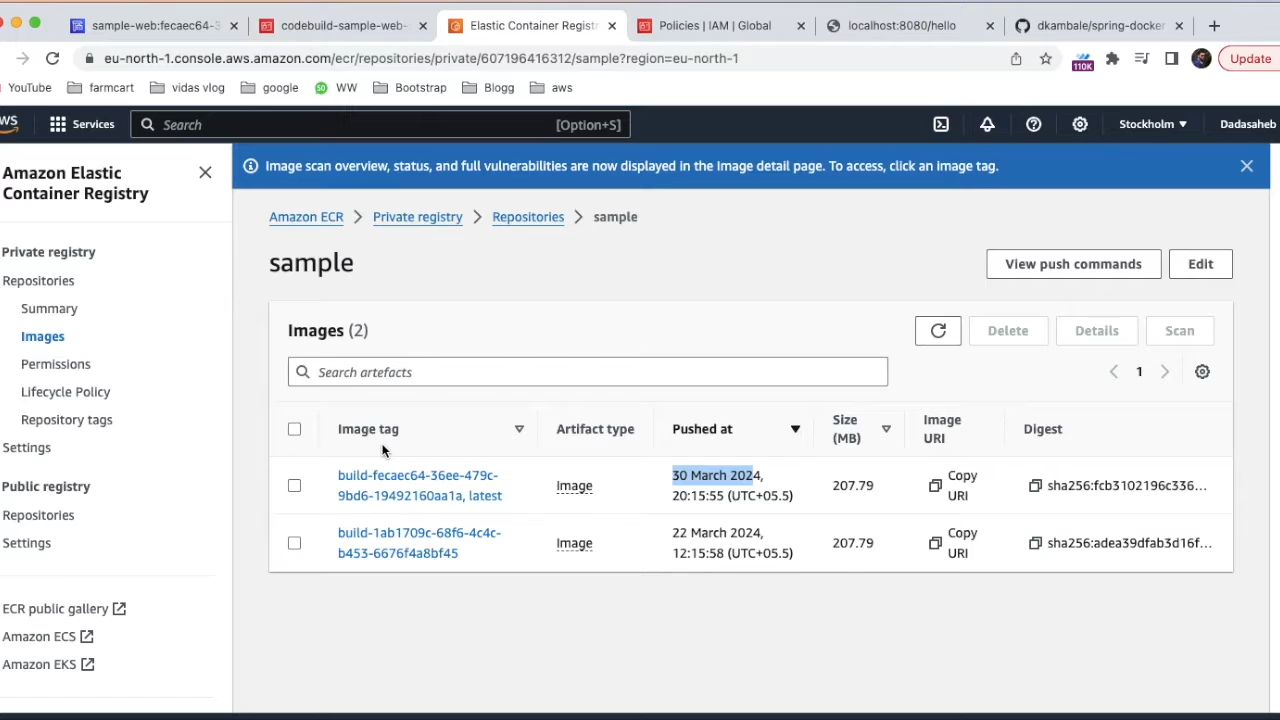 sample-web:fecaec64-3
codebuild-sample-web-
Elastic Container Registr
Policies | IAM | Global
localhost:8080/hello
dkambale/spring-docker
eu-north-1.console.aws.amazon.com/ecr/repositories/private/607196416312/sample?region=eu-north-1
110K
Update
YouTube
farmcart
vidas vlog
google
WW
Bootstrap
Blogg
aws
WS
Services
Search
[Option+S]
Stockholm
Dadasaheb
Amazon Elastic
Container Registry
Image scan overview, status, and full vulnerabilities are now displayed in the Image detail page. To access, click an image tag.
Amazon ECR
Private registry
Repositories
sample
Private registry
Repositories
Summary
Images
Permissions
Lifecycle Policy
Repository tags
Settings
Public registry
Repositories
Settings
ECR public gallery
Amazon ECS
Amazon EKS
sample
View push commands
Edit
Images (2)
Delete
Details
Scan
Search artefacts
1
Image tag
Artifact type
Pushed at
Size
(MB)
Image
URI
Digest
build-fecaec64-36ee-479c-
9bd6-19492160aa1a, latest
Image
30 March 2024,
20:15:55 (UTC+05.5)
207.79
Copy
URI
sha256:fcb3102196c336...
build-1ab1709c-68f6-4c4c-
b453-6676f4a8bf45
Image
22 March 2024,
12:15:58 (UTC+05.5)
207.79
Copy
URI
sha256:adea39dfab3d16f...